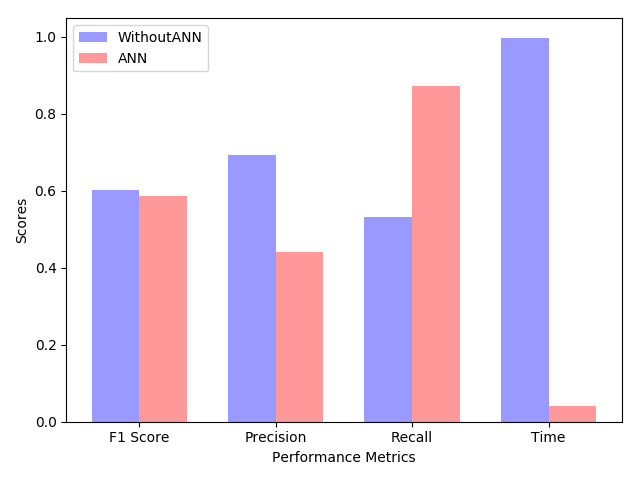 WithoutANN
ANN
1.0
0.8
0.6
0.4
0.2
0.0
Scores
F1 Score Precision Recall Time
Performance Metrics